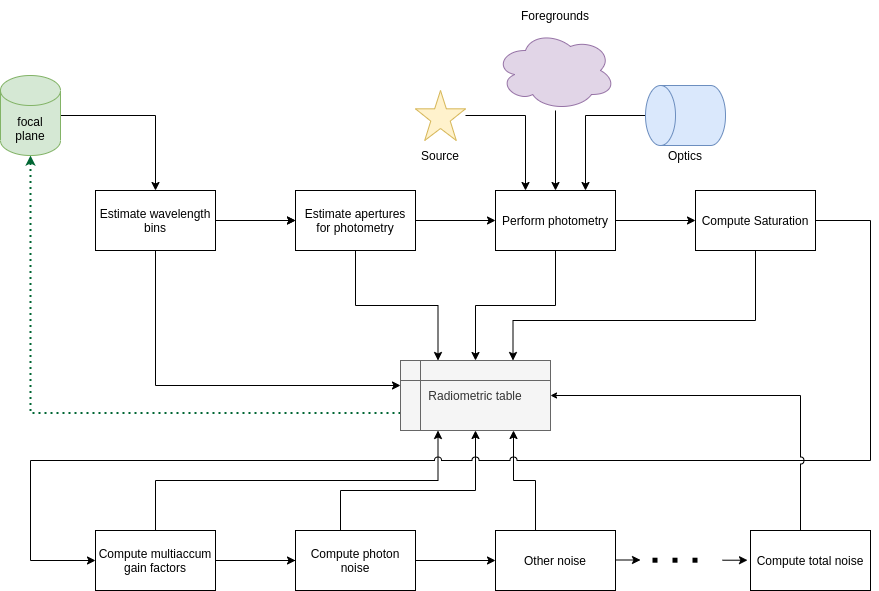 Foregrounds
focal
plane
Source
Optics
Estimate wavelength
bins
Estimate apertures
for photometry
Perform photometry
Compute Saturation
Radiometric table
Compute multiaccum
gain factors
Compute photon
noise
Other noise
Compute total noise